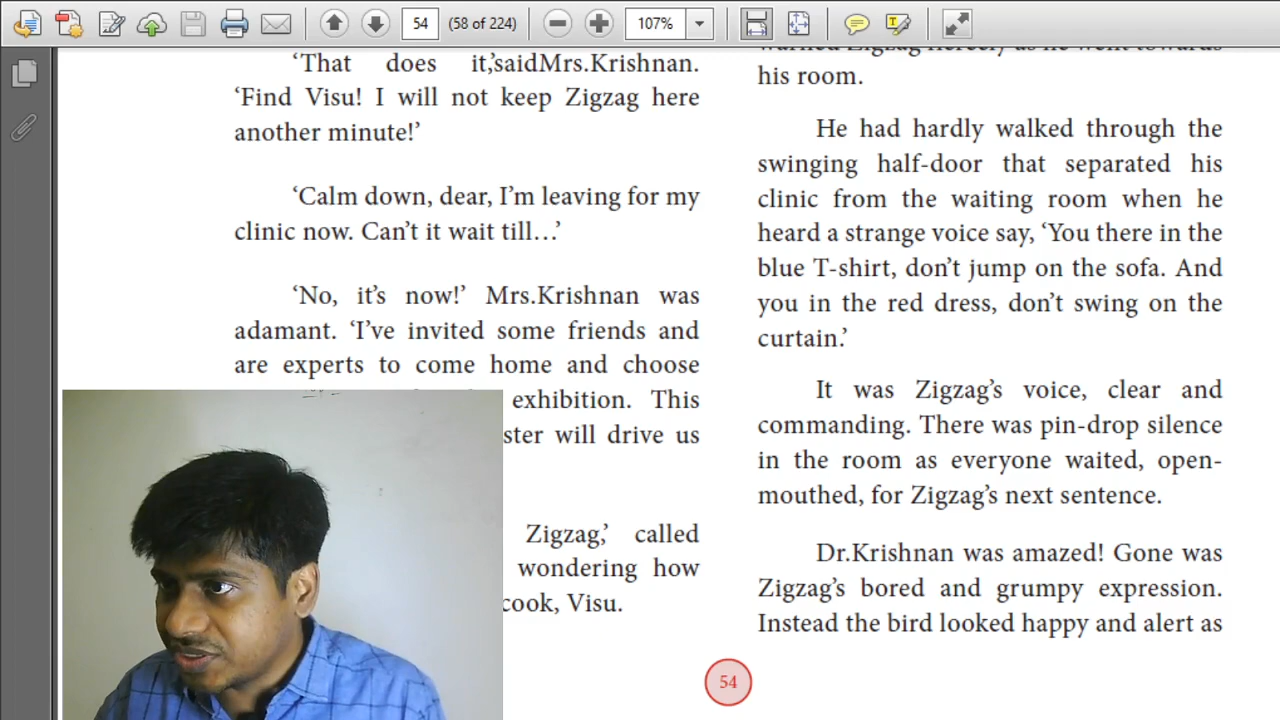 54 (58 of 224) 107%
‘That does it,’saidMrs.Krishnan.
‘Find Visu! I will not keep Zigzag here
another minute!’
‘Calm down, dear, I’m leaving for my
clinic now. Can’t it wait till…’
‘No, it’s now!’ Mrs.Krishnan was
adamant. ‘I’ve invited some friends and
are experts to come home and choose
exhibition. This
ster will drive us
Zigzag,’ called
wondering how
cook, Visu.
warned Zigzag fiercely as he went towards
his room.
He had hardly walked through the
swinging half-door that separated his
clinic from the waiting room when he
heard a strange voice say, ‘You there in the
blue T-shirt, don’t jump on the sofa. And
you in the red dress, don’t swing on the
curtain.’
It was Zigzag’s voice, clear and
commanding. There was pin-drop silence
in the room as everyone waited, open-
mouthed, for Zigzag’s next sentence.
Dr.Krishnan was amazed! Gone was
Zigzag’s bored and grumpy expression.
Instead the bird looked happy and alert as
54